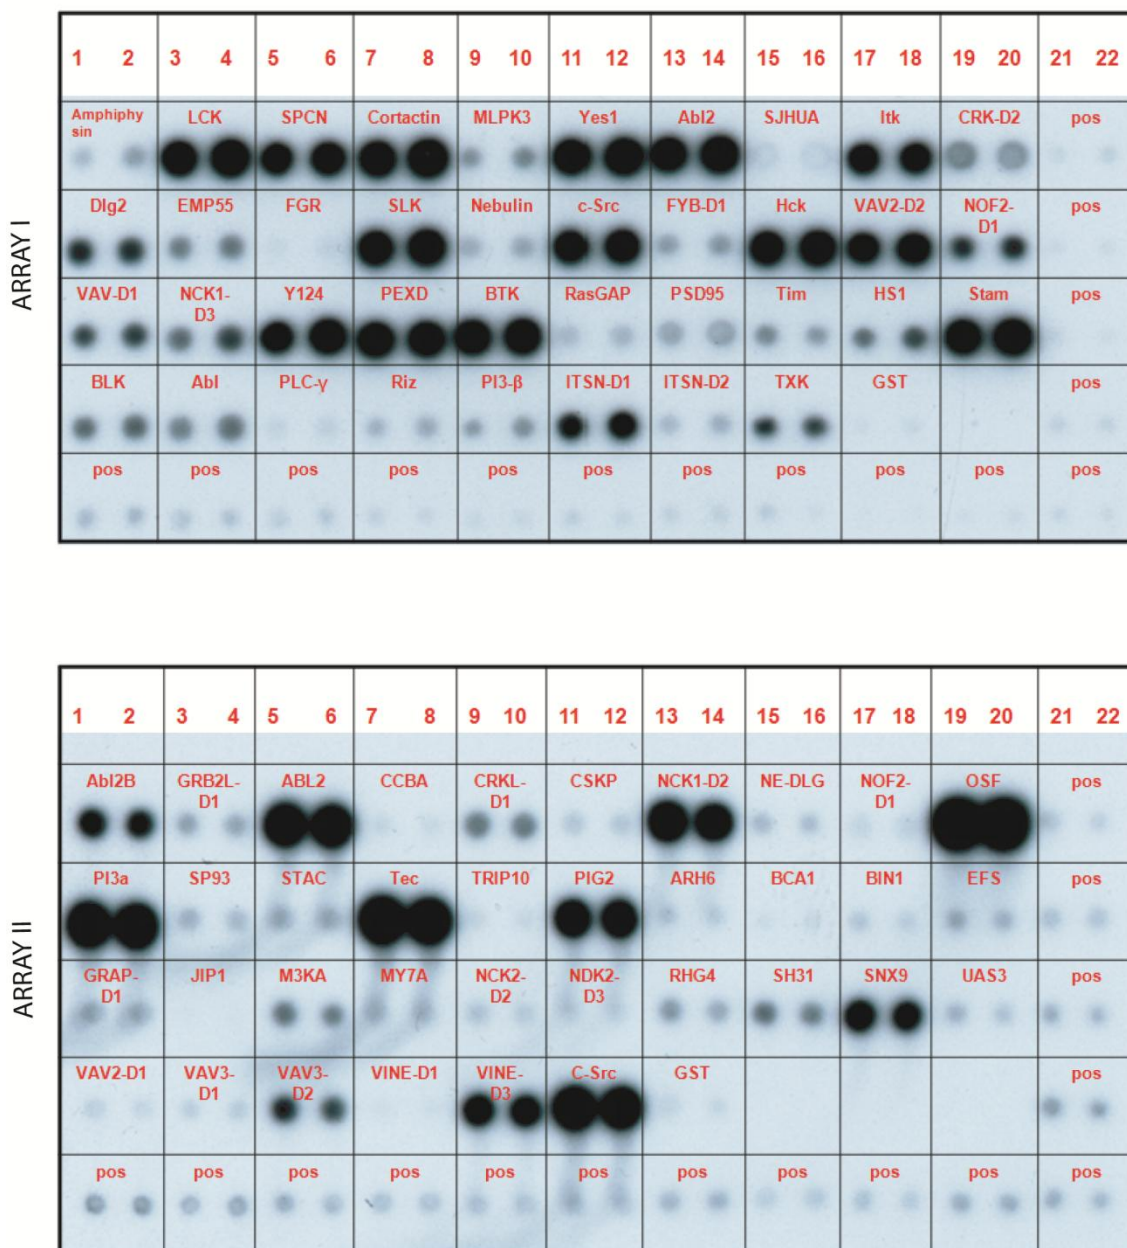 ARRAY I
1 2 3 4 5 6 7 8 9 10 11 12 13 14 15 16 17 18 19 20 21 22
Amphiphy
sin
LCK SPCN Cortactin MLPK3 Yes1 Abl2 SJHUA Itk CRK-D2 pos
Dlg2 EMP55 FGR SLK Nebulin c-Src FYB-D1 Hck VAV2-D2 NOF2-
D1
pos
VAV-D1 NCK1-
D3
Y124 PEXD BTK RasGAP PSD95 Tim HS1 Stam pos
BLK Abl PLC-γ Riz PI3-β ITSN-D1 ITSN-D2 TXK GST pos
pos pos pos pos pos pos pos pos pos pos pos
ARRAY II
1 2 3 4 5 6 7 8 9 10 11 12 13 14 15 16 17 18 19 20 21 22
Abl2B GRB2L-
D1
ABL2 CCBA CRKL-
D1
CSKP NCK1-D2 NE-DLG NOF2-
D1
OSF pos
PI3a SP93 STAC Tec TRIP10 PIG2 ARH6 BCA1 BIN1 EFS pos
GRAP-
D1
JIP1 M3KA MY7A NCK2-
D2
NDK2-
D3
RHG4 SH31 SNX9 UAS3 pos
VAV2-D1 VAV3-
D1
VAV3-
D2
VINE-D1 VINE-
D3
C-Src GST pos
pos pos pos pos pos pos pos pos pos pos pos